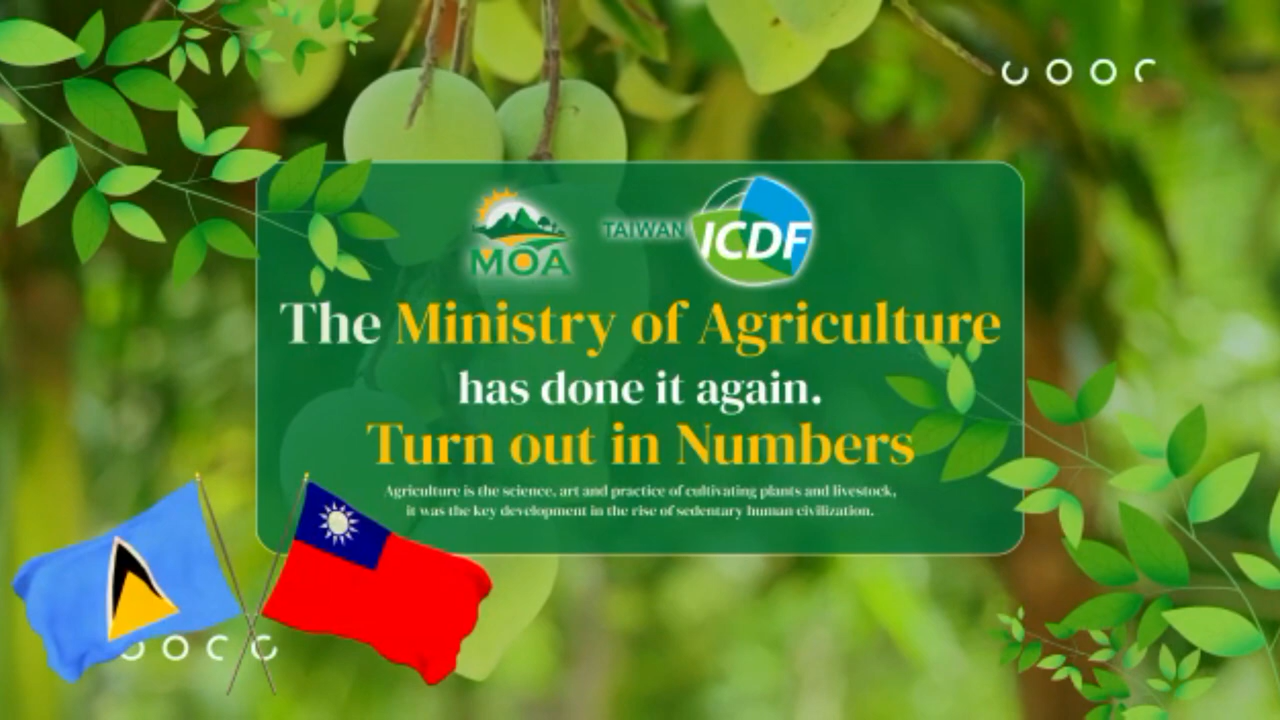 MOA
TAIWAN ICDF
The Ministry of Agriculture
has done it again.
Turn out in Numbers
Agriculture is the science, art and practice of cultivating plants and livestock,
it was the key development in the rise of sedentary human civilization.